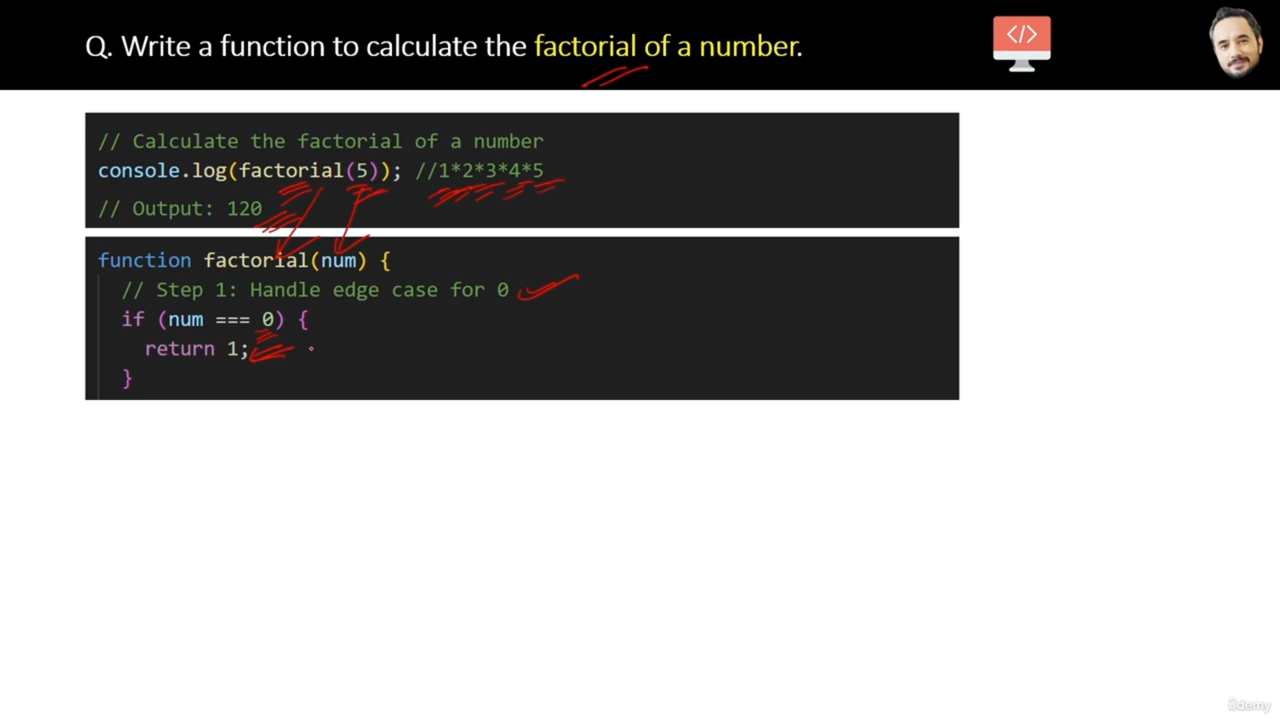 Q. Write a function to calculate the factorial of a number.
</>
// Calculate the factorial of a number
console.log(factorial(5)); //1*2*3*4*5
// Output: 120
function factorial(num) {
// Step 1: Handle edge case for 0
if (num === 0) {
return 1;
}
ûdemy